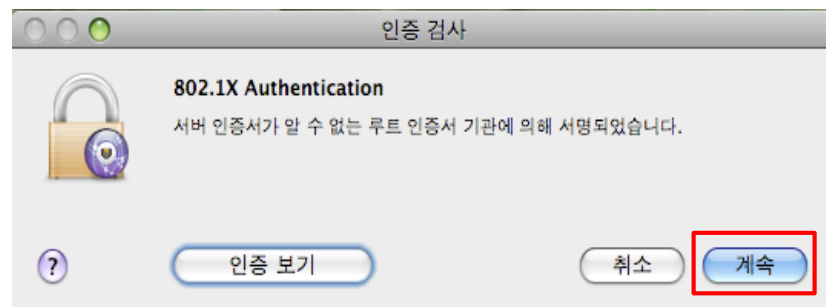 인증 검사
802.1X Authentication
서버 인증서가 알 수 없는 루트 인증서 기관에 의해 서명되었습니다.
?
인증 보기
취소
계속